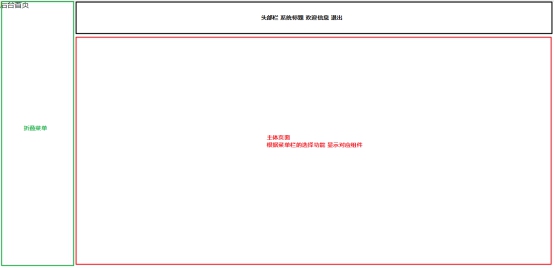 后台首页
头部栏 系统标题 欢迎信息 退出
折叠菜单
主体页面
根据菜单栏的选择功能 显示对应组件